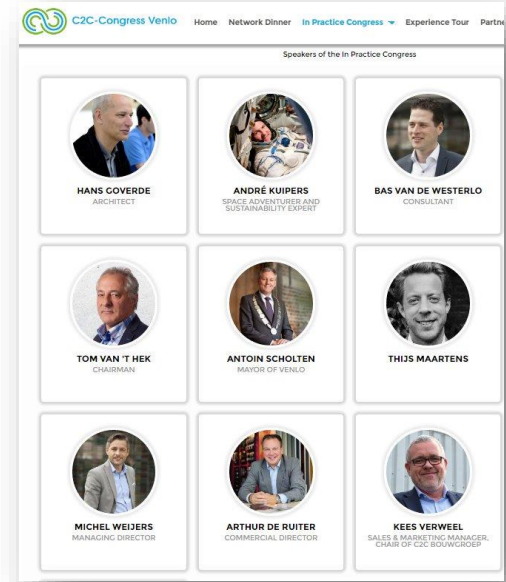 C2C-Congress Venlo
Home Network Dinner In Practice Congress Experience Tour
Speakers of the In Practice Congress
HANS GOVERDE
ARCHITECT
ANDRÉ KUIPERS
SPACE ADVENTURER AND
SUSTAINABILITY EXPERT
BAS VAN DE WESTERLO
CONSULTANT
TOM VAN 'T HEK
CHAIRMAN
ANTOIN SCHOLTEN
MAYOR OF VENLO
THIJS MAARTENS
MICHEL WEIJERS
MANAGING DIRECTOR
ARTHUR DE RUITER
COMMERCIAL DIRECTOR
KEES VERWEEL
SALES & MARKETING MANAGER,
CHAIR OF C2C BOUWGROEP